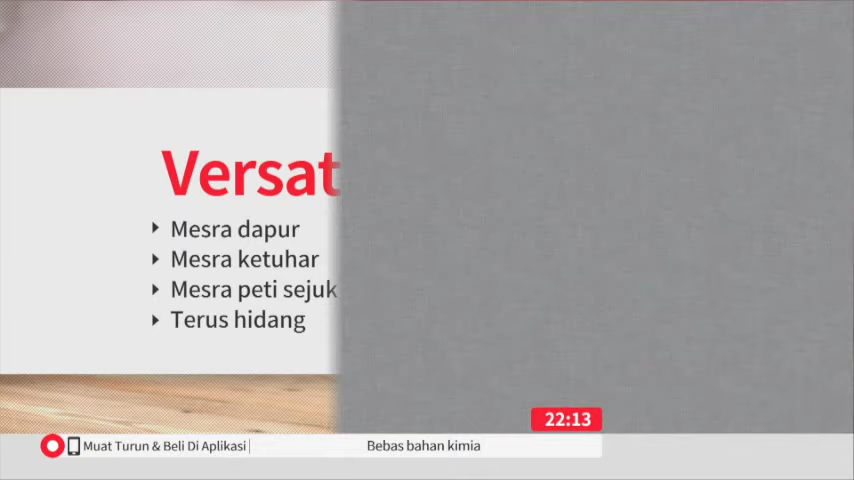 Versat
Mesra dapur
Mesra ketuhar
Mesra peti sejuk
Terus hidang
22:13
Muat Turun & Beli Di Aplikasi
Bebas bahan kimia